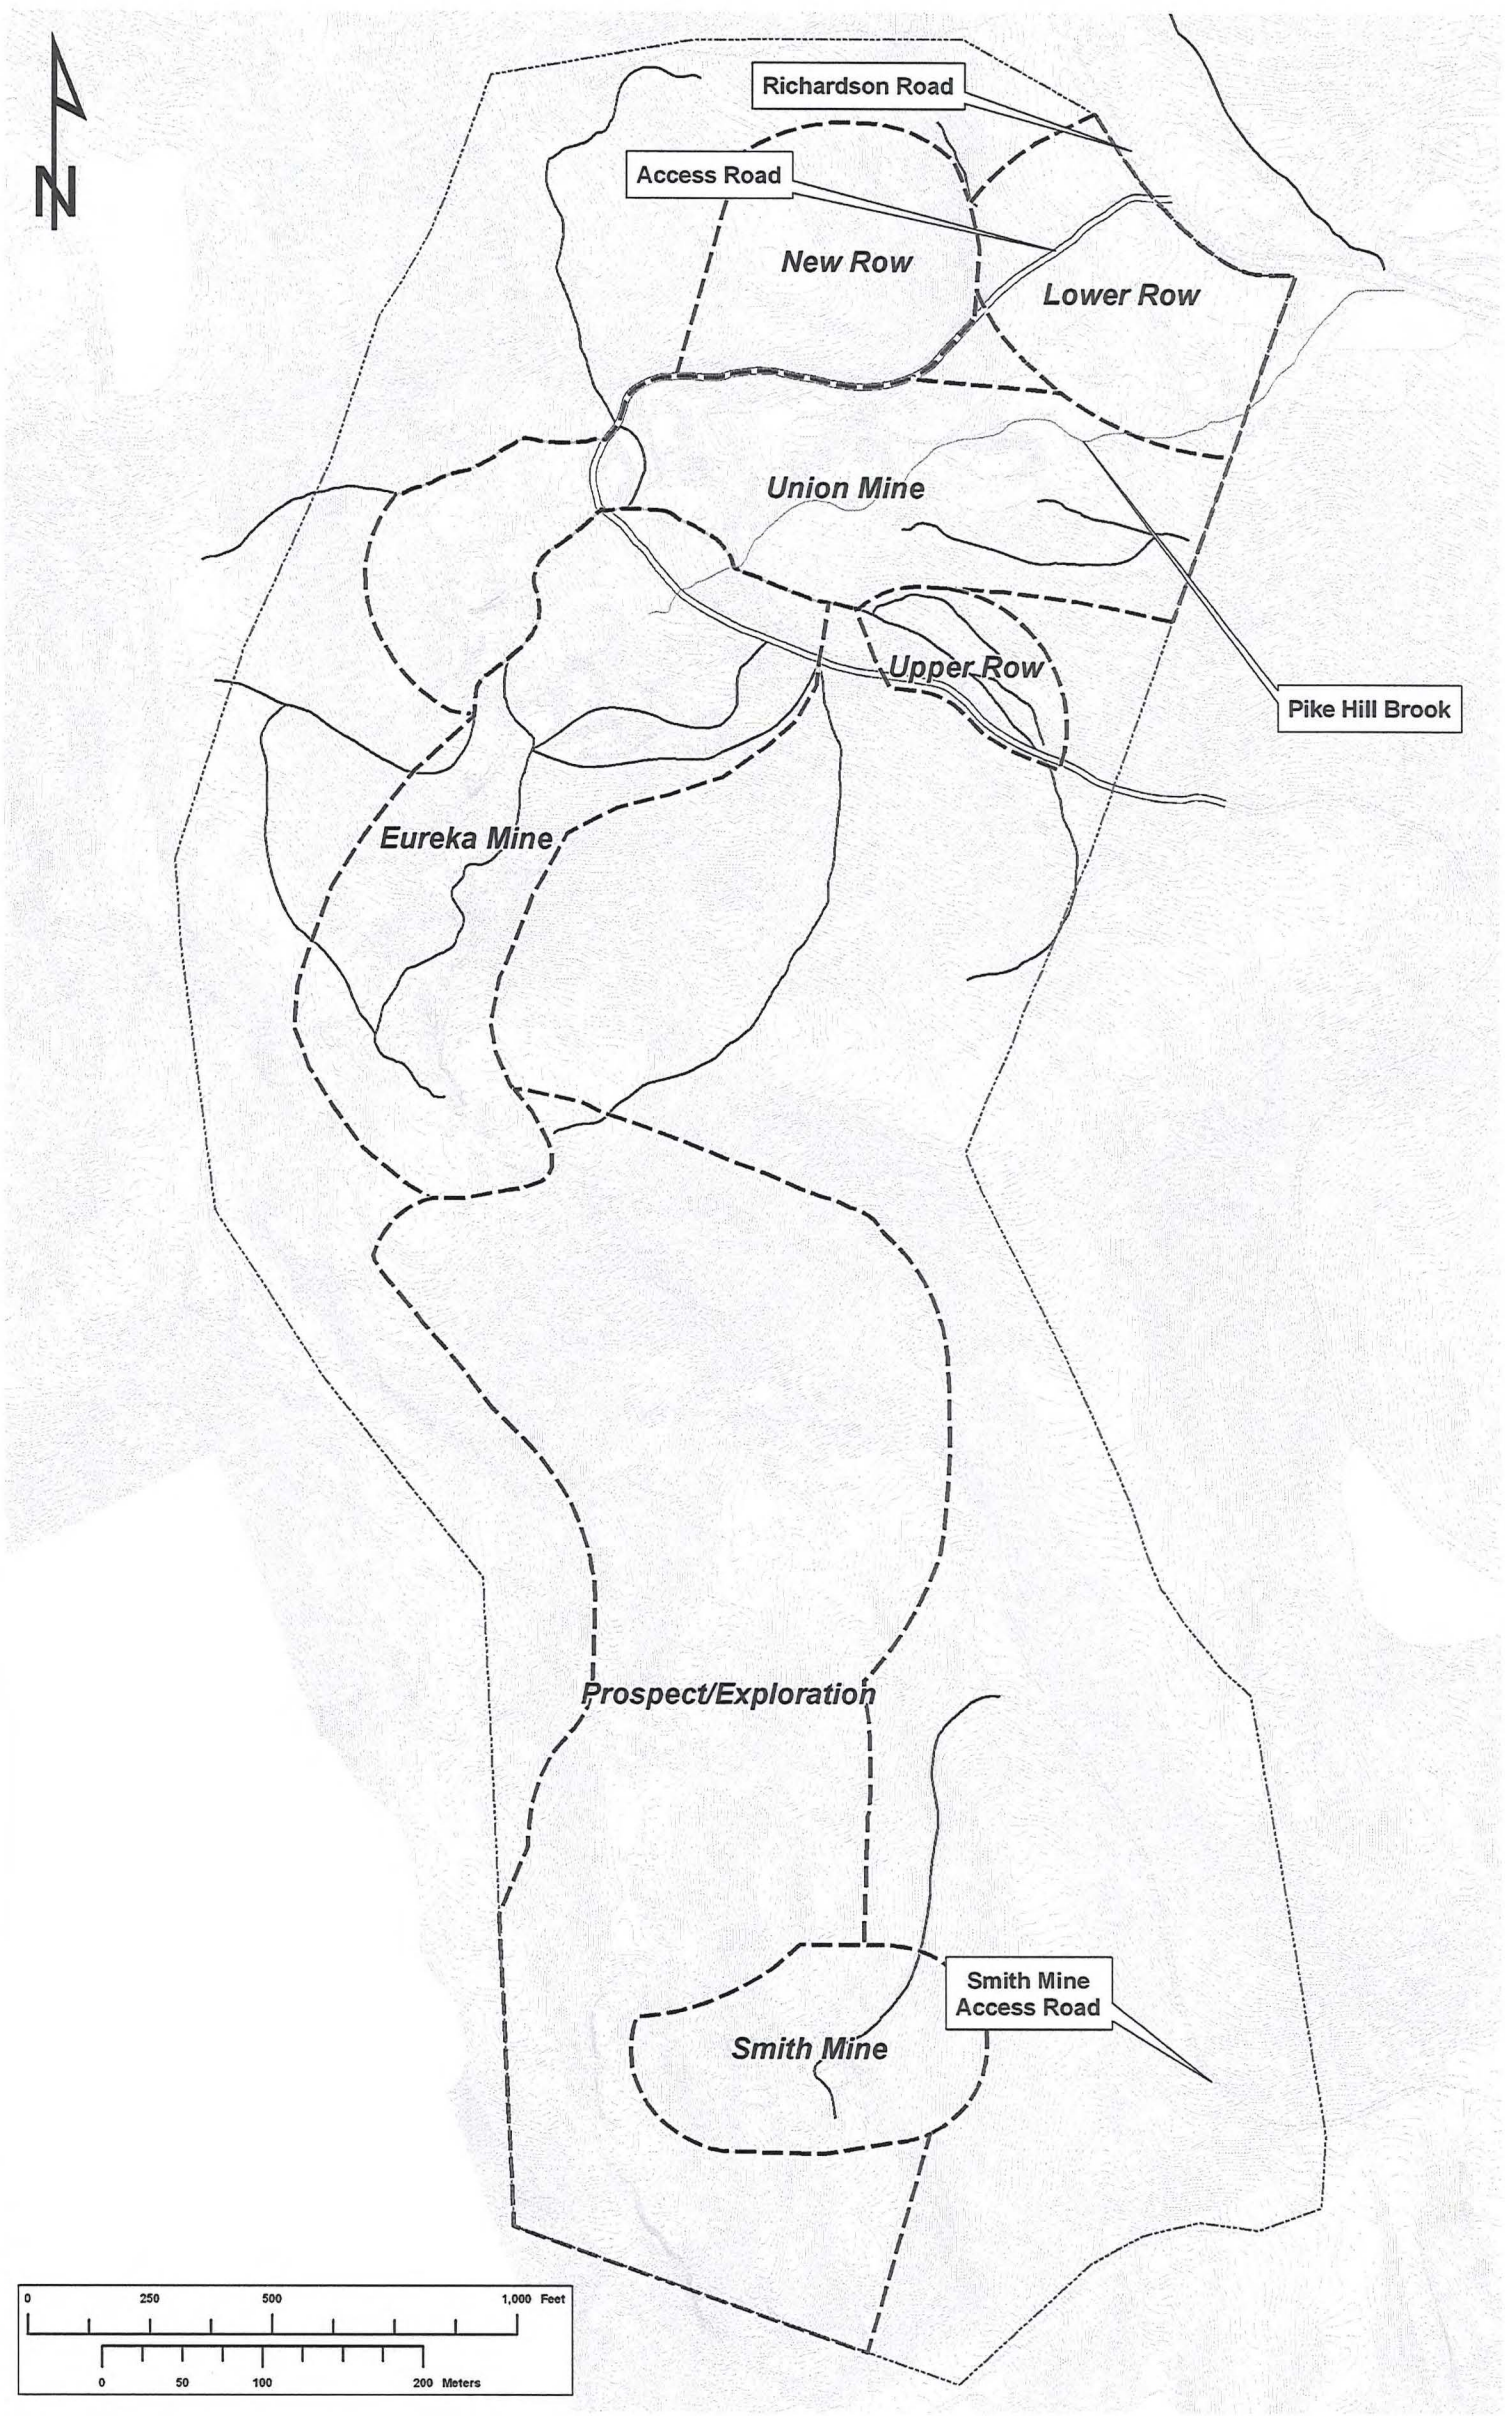 Richardson Road
Access Road
N
New Row
Lower Row
Union Mine
Upper Row
Pike Hill Brook
Eureka Mine
Prospect/Exploration
Smith Mine
Access Road
Smith Mine
0 250 500 1,000 Feet
0 50 100 200 Meters